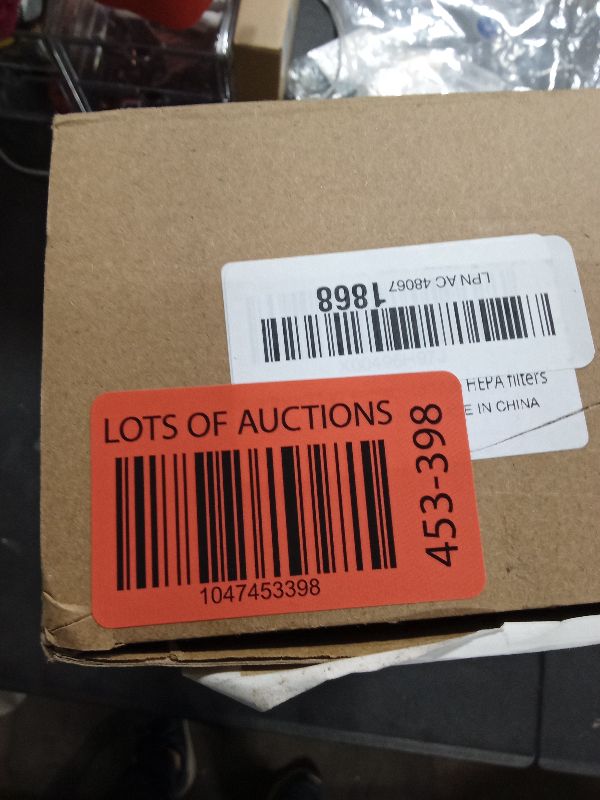 LPN AC 48067 1868
HEPA filters
E IN CHINA
LOTS OF AUCTIONS
453-398
1047453398